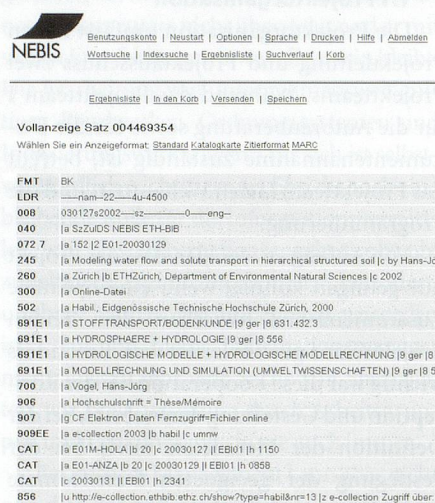 NEBIS
Benutzungskonto | Neustart | Optionen | Sprache | Drucken | Hilfe | Abmelden
Wortsuche | Indexsuche | Ergebnisliste | Suchverlauf | Korb
Ergebnisliste | In den Korb | Versenden | Speichern
Vollanzeige Satz 004469354
Wählen Sie ein Anzeigeformat: Standard Katalogkarte Zitierformat MARC
FMT BK
LDR -----nam--22-----4u-4500
008 030127s2002----sz------------0----eng--
040 |a SzZuIDS NEBIS ETH-BIB
072 7 |a 152 |2 E01-20030129
245 |a Modeling water flow and solute transport in hierarchical structured soil |c by Hans-Jö
260 |a Zürich |b ETHZürich, Department of Environmental Natural Sciences |c 2002
300 |a Online-Datei
502 |a Habil., Eidgenössische Technische Hochschule Zürich, 2000
691E1 |a STOFFTRANSPORT/BODENKUNDE |9 ger |8 631.432.3
691E1 |a HYDROSPHAERE + HYDROLOGIE |9 ger |8 556
691E1 |a HYDROLOGISCHE MODELLE + HYDROLOGISCHE MODELLRECHNUNG |9 ger |8
691E1 |a MODELLRECHNUNG UND SIMULATION (UMWELTWISSENSCHAFTEN) |9 ger |8 5
700 |a Vogel, Hans-Jörg
906 |a Hochschulschrift = Thèse/Mémoire
907 |g CF Elektron. Daten Fernzugriff=Fichier online
909EE |a e-collection 2003 |b habil |c umnw
CAT |a E01M-HOLA |b 20 |c 20030127 |l EBI01 |h 1150
CAT |a E01-ANZA |b 20 |c 20030129 |l EBI01 |h 0858
CAT |c 20030131 |l EBI01 |h 2341
856 |u http://e-collection.ethbib.ethz.ch/show?type=habil&nr=13 |z e-collection Zugriff über